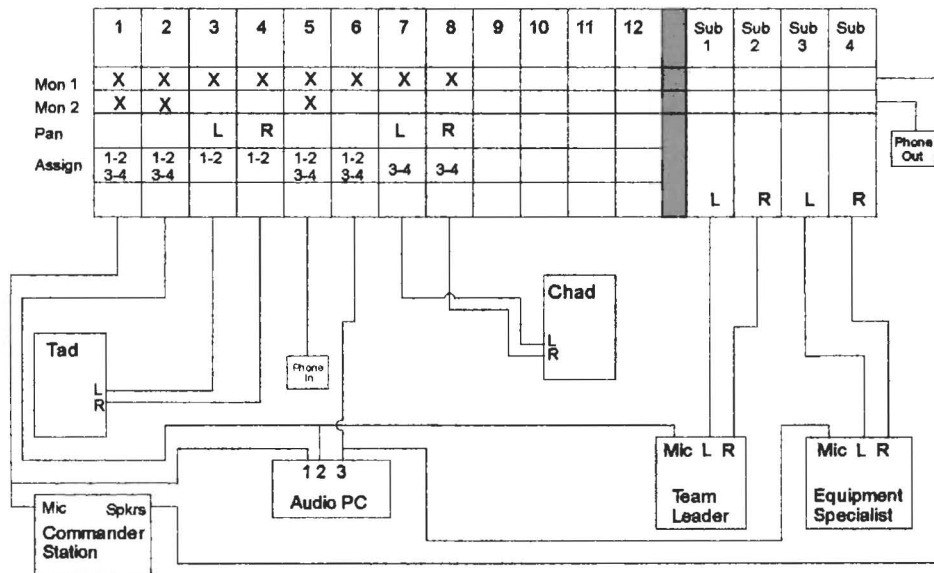 1 2 3 4 5 6 7 8 9 10 11 12 Sub 1 Sub 2 Sub 3 Sub 4
Mon 1 X X X X X X X X
Mon 2 X X X
Pan L R L R
Assign 1-2 3-4 1-2 3-4 1-2 1-2 1-2 3-4 1-2 3-4 3-4 3-4
L R L R
Phone Out
Chad
L
R
Tad
L
R
Phone In
Mic L R
Team
Leader
Mic L R
Equipment
Specialist
1 2 3
Audio PC
Mic Spkrs
Commander
Station